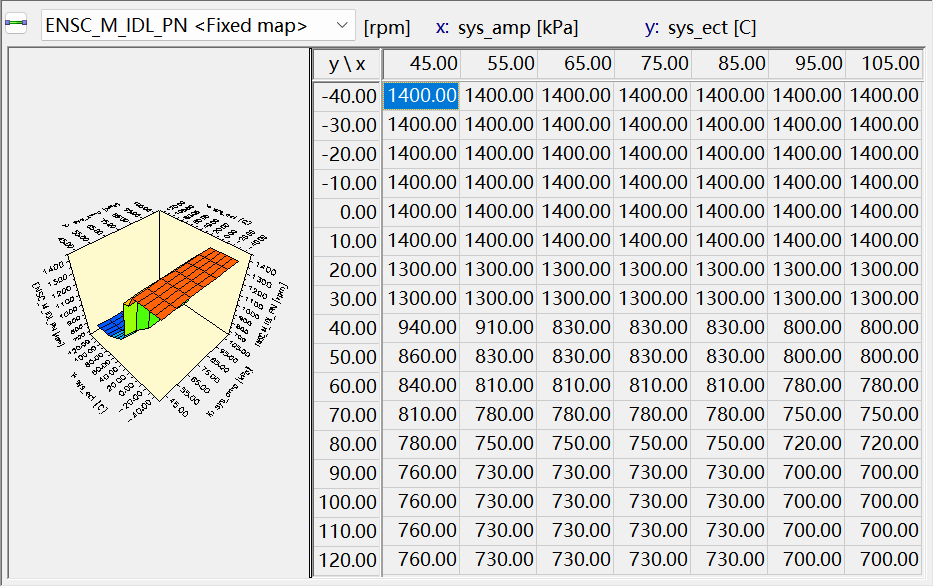 ENSC_M_IDL_PN <Fixed map> [rpm] x: sys_amp [kPa] y: sys_ect [C]
y \ x 45.00 55.00 65.00 75.00 85.00 95.00 105.00
-40.00 1400.00 1400.00 1400.00 1400.00 1400.00 1400.00 1400.00
-30.00 1400.00 1400.00 1400.00 1400.00 1400.00 1400.00 1400.00
-20.00 1400.00 1400.00 1400.00 1400.00 1400.00 1400.00 1400.00
-10.00 1400.00 1400.00 1400.00 1400.00 1400.00 1400.00 1400.00
0.00 1400.00 1400.00 1400.00 1400.00 1400.00 1400.00 1400.00
10.00 1400.00 1400.00 1400.00 1400.00 1400.00 1400.00 1400.00
20.00 1300.00 1300.00 1300.00 1300.00 1300.00 1300.00 1300.00
30.00 1300.00 1300.00 1300.00 1300.00 1300.00 1300.00 1300.00
40.00 940.00 910.00 830.00 830.00 830.00 800.00 800.00
50.00 860.00 830.00 830.00 830.00 830.00 800.00 800.00
60.00 840.00 810.00 810.00 810.00 810.00 780.00 780.00
70.00 810.00 780.00 780.00 780.00 780.00 750.00 750.00
80.00 780.00 750.00 750.00 750.00 750.00 720.00 720.00
90.00 760.00 730.00 730.00 730.00 730.00 700.00 700.00
100.00 760.00 730.00 730.00 730.00 730.00 700.00 700.00
110.00 760.00 730.00 730.00 730.00 730.00 700.00 700.00
120.00 760.00 730.00 730.00 730.00 730.00 700.00 700.00